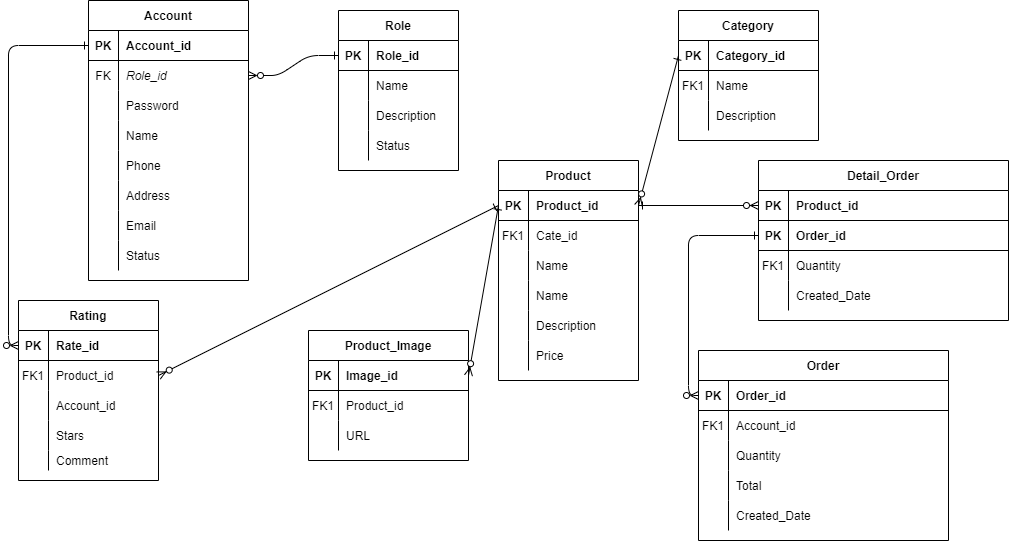 Account
PK Account_id
FK Role_id
Password
Name
Phone
Address
Email
Status
Role
PK Role_id
Name
Description
Status
Category
PK Category_id
FK1 Name
Description
Product
PK Product_id
FK1 Cate_id
Name
Name
Description
Price
Detail_Order
PK Product_id
PK Order_id
FK1 Quantity
Created_Date
Rating
PK Rate_id
FK1 Product_id
Account_id
Stars
Comment
Product_Image
PK Image_id
FK1 Product_id
URL
Order
PK Order_id
FK1 Account_id
Quantity
Total
Created_Date